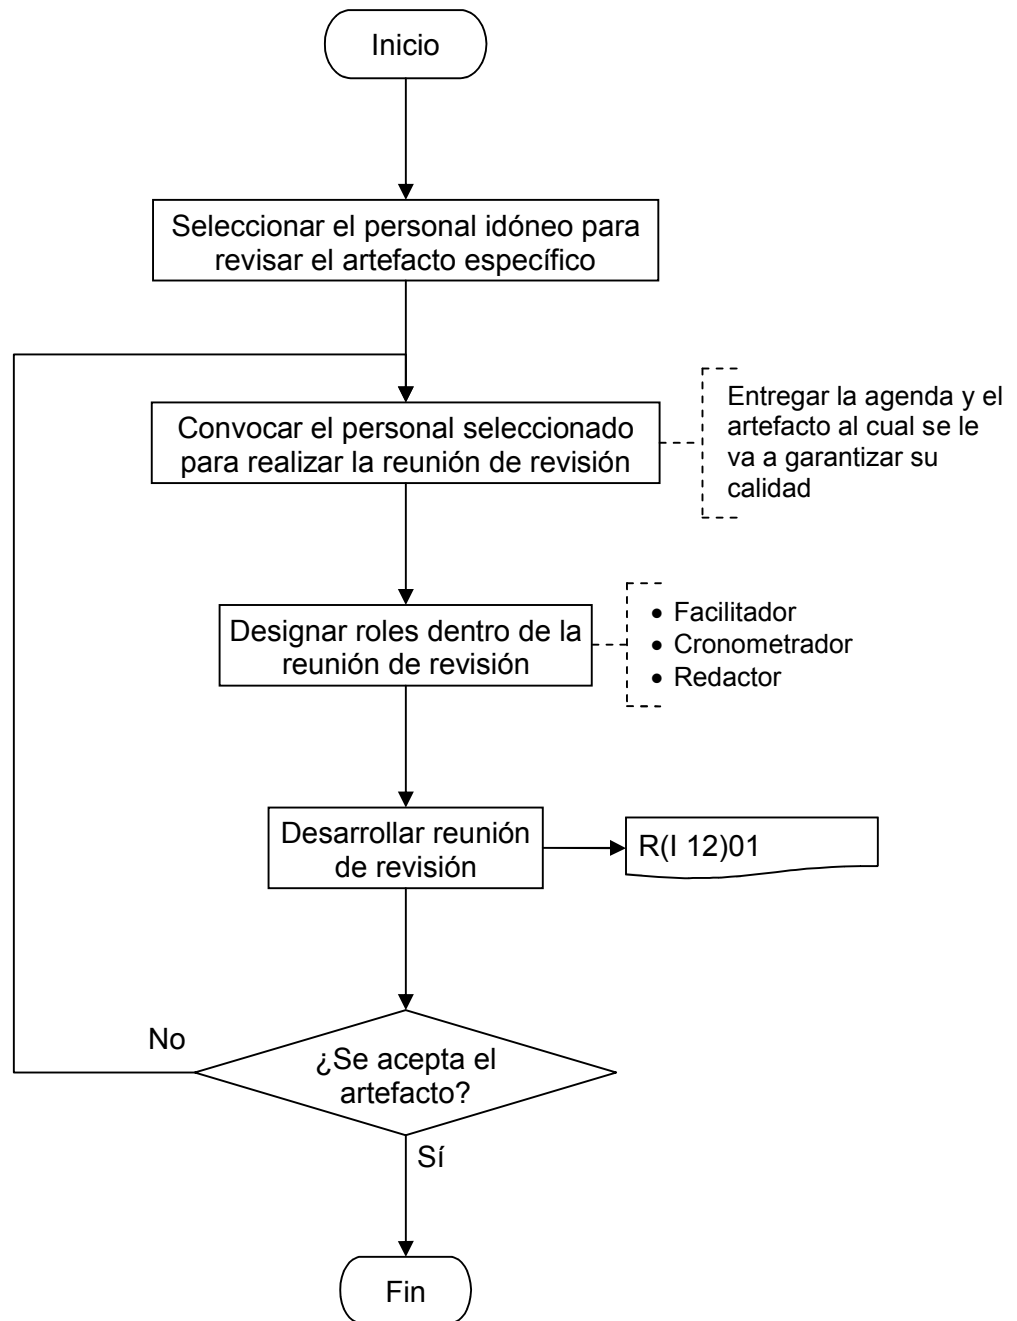 Inicio
Seleccionar el personal idóneo para
revisar el artefacto específico
Convocar el personal seleccionado
para realizar la reunión de revisión
Entregar la agenda y el
artefacto al cual se le
va a garantizar su
calidad
Designar roles dentro de la
reunión de revisión
• Facilitador
• Cronometrador
• Redactor
Desarrollar reunión
de revisión
R(I 12)01
No
¿Se acepta el
artefacto?
Sí
Fin